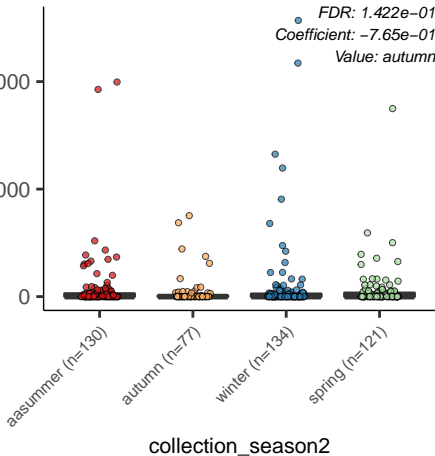 FDR: 1.422e−01
Coefficient: −7.65e−01
Value: autumn
000
000
0
aasummer (n=130)
autumn (n=77)
winter (n=134)
spring (n=121)
collection_season2